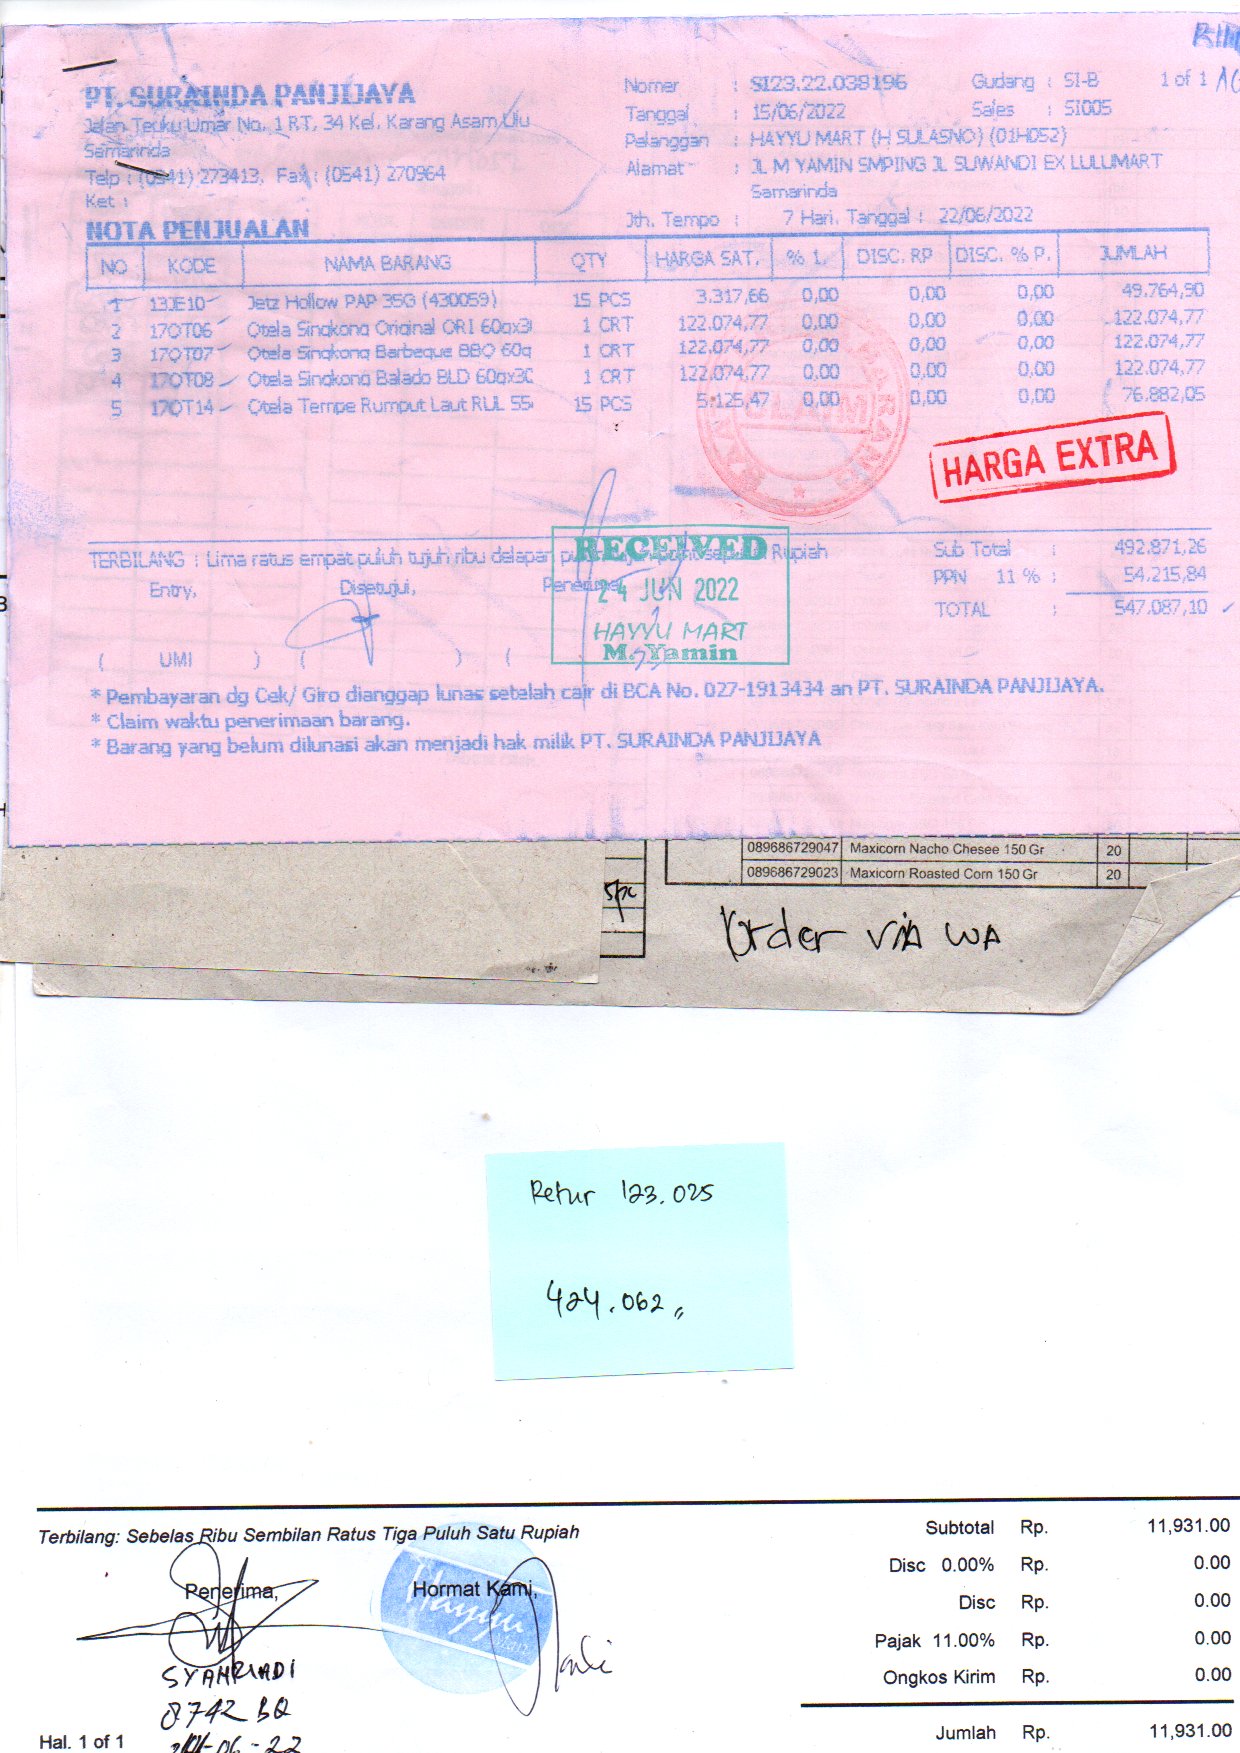 PT. SURAINDA PANJIJAYA
Jalan Teuku Umar No. 1 RT. 34 Kel. Karang Asam Ulu
Samarinda
Telp : (0541) 273413, Fax : (0541) 270964
Ket :
NOTA PENJUALAN
Nomer : SI23.22.038196 Gudang : SI-B 1 of 1
Tanggal : 15/06/2022 Sales : S1005
Pelanggan : HAYYU MART (H SULASNO) (01H052)
Alamat : JL M YAMIN SMPING JL SUWANDI EX LULUMART
Samarinda
Jth. Tempo : 7 Hari, Tanggal : 22/06/2022
NO KODE NAMA BARANG QTY HARGA SAT. % 1. DISC. RP DISC. % P. JUMLAH
1 13JE10 Jetz Hollow PAP 35G (430059) 15 PCS 3.317,66 0,00 0,00 0,00 49.764,90
2 17OT06 Otela Singkong Original ORI 60gx3 1 CRT 122.074,77 0,00 0,00 0,00 122.074,77
3 17OT07 Otela Singkong Barbeque BBQ 60g 1 CRT 122.074,77 0,00 0,00 0,00 122.074,77
4 17OT08 Otela Singkong Balado BLD 60gx3 1 CRT 122.074,77 0,00 0,00 0,00 122.074,77
5 17OT14 Otela Tempe Rumput Laut RUL 55 15 PCS 5.125,47 0,00 0,00 0,00 76.882,05
HARGA EXTRA
TERBILANG : Lima ratus empat puluh tujuh ribu delapan Rupiah
Sub Total : 492.871,26
PPN 11 % : 54.215,84
TOTAL : 547.087,10
Entry, Disetujui, Penerima
RECEIVED
24 JUN 2022
HAYYU MART
M. Yamin
( UMI ) ( ) (
* Pembayaran dg Cek/ Giro dianggap lunas setelah cair di BCA No. 027-1913434 an PT. SURAINDA PANJIJAYA.
* Claim waktu penerimaan barang.
* Barang yang belum dilunasi akan menjadi hak milik PT. SURAINDA PANJIJAYA
089686729047 Maxicorn Nacho Chesee 150 Gr 20
089686729023 Maxicorn Roasted Corn 150 Gr 20
Order via WA
Retur 123.025
424.062,,
Terbilang: Sebelas Ribu Sembilan Ratus Tiga Puluh Satu Rupiah
Penerima, Hormat Kami,
Hayyu
SYAHRIADI
8742 BQ
Hal. 1 of 1
Subtotal Rp. 11,931.00
Disc 0.00% Rp. 0.00
Disc Rp. 0.00
Pajak 11.00% Rp. 0.00
Ongkos Kirim Rp. 0.00
Jumlah Rp. 11,931.00